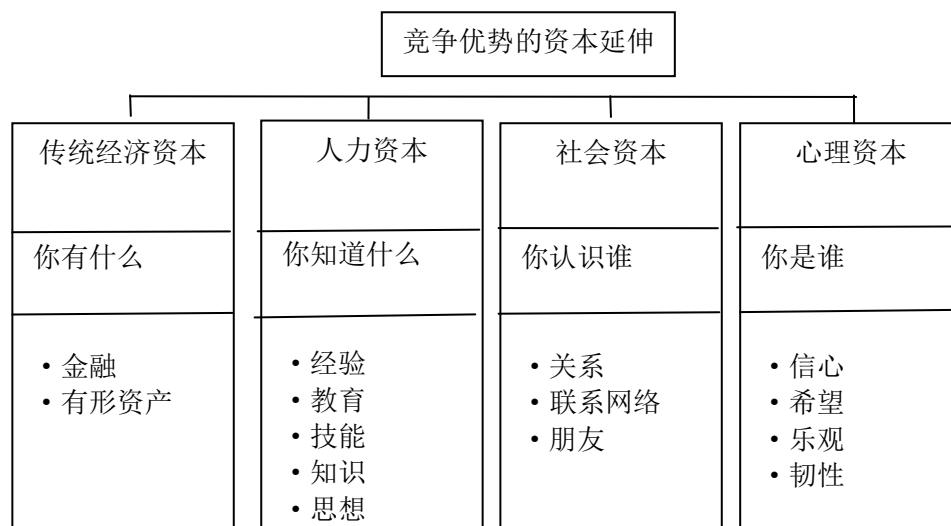 竞争优势的资本延伸
传统经济资本
你有什么
• 金融
• 有形资产
人力资本
你知道什么
• 经验
• 教育
• 技能
• 知识
• 思想
社会资本
你认识谁
• 关系
• 联系网络
• 朋友
心理资本
你是谁
• 信心
• 希望
• 乐观
• 韧性